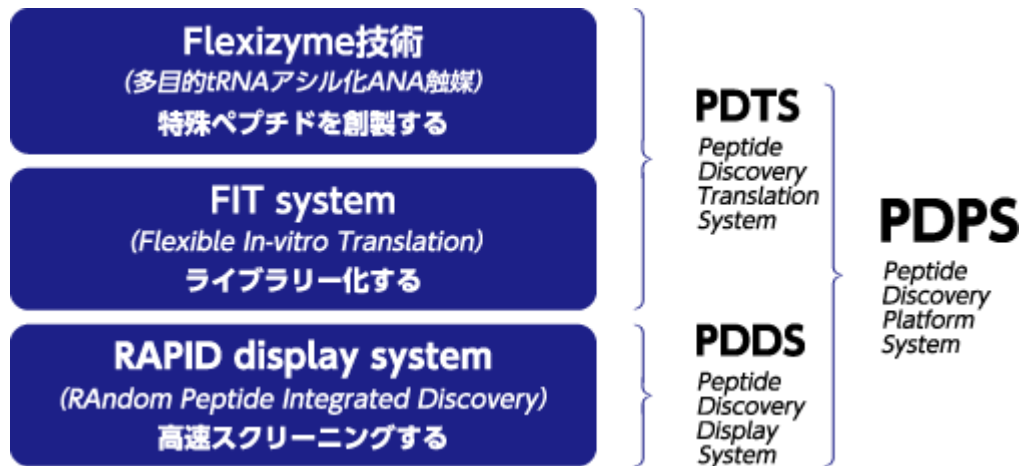 Flexizyme技術
(多目的tRNAアシル化ANA触媒)
特殊ペプチドを創製する
FIT system
(Flexible In-vitro Translation)
ライブラリー化する
RAPID display system
(RAndom Peptide Integrated Discovery)
高速スクリーニングする
PDTS
Peptide
Discovery
Translation
System
PDDS
Peptide
Discovery
Display
System
PDPS
Peptide
Discovery
Platform
System